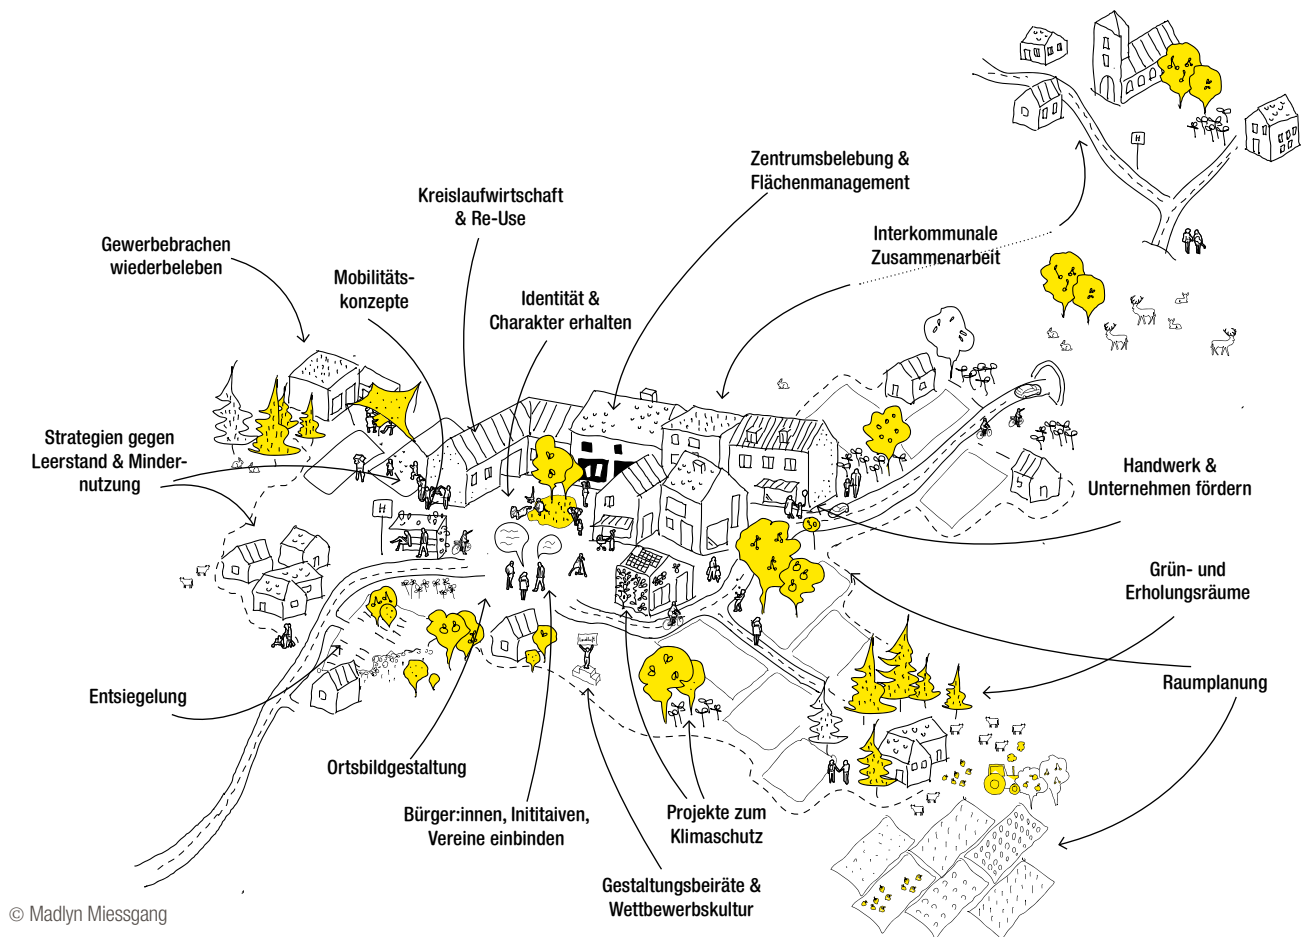 Zentrumsbelebung &
Flächenmanagement
Kreislaufwirtschaft
& Re-Use
Interkommunale
Zusammenarbeit
Gewerbebrachen
wiederbeleben
Mobilitäts-
konzepte
Identität &
Charakter erhalten
Strategien gegen
Leerstand & Minder-
nutzung
Handwerk &
Unternehmen fördern
Grün- und
Erholungsräume
Raumplanung
Entsiegelung
Ortsbildgestaltung
Bürger:innen, Inititaiven,
Vereine einbinden
Projekte zum
Klimaschutz
Gestaltungsbeiräte &
Wettbewerbskultur
H
H
30
© Madlyn Miessgang